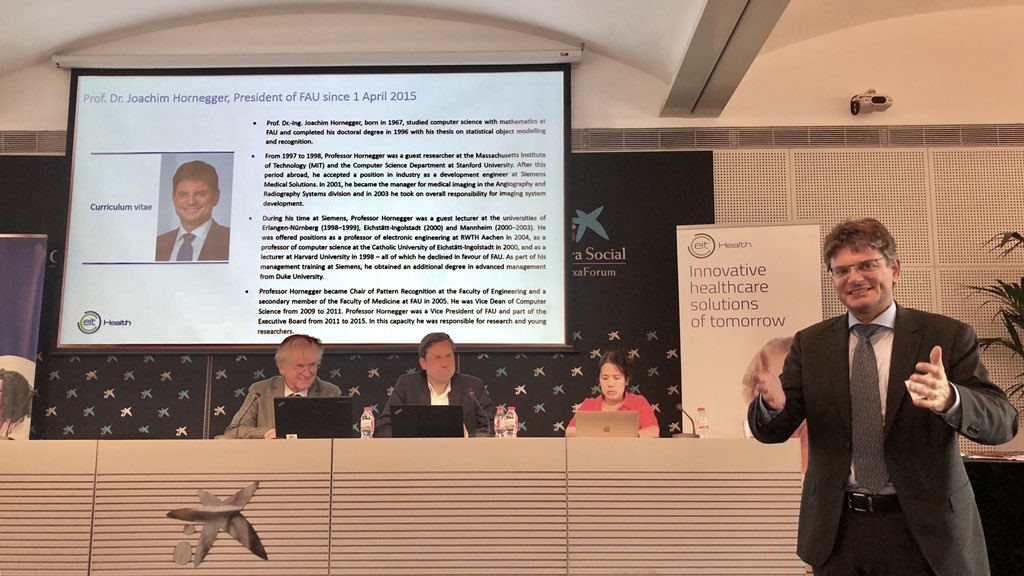 Prof. Dr. Joachim Hornegger, President of FAU since 1 April 2015
Curriculum vitae
• Prof. Dr.-Ing. Joachim Hornegger, born in 1967, studied computer science with mathematics at
FAU and completed his doctoral degree in 1996 with his thesis on statistical object modelling
and recognition.
• From 1997 to 1998, Professor Hornegger was a guest researcher at the Massachusetts Institute
of Technology (MIT) and the Computer Science Department at Stanford University. After this
period abroad, he accepted a position in industry as a development engineer at Siemens
Medical Solutions. In 2001, he became the manager for medical imaging in the Angiography and
Radiography Systems division and in 2003 he took on overall responsibility for imaging system
development.
• During his time at Siemens, Professor Hornegger was a guest lecturer at the universities of
Erlangen-Nürnberg (1998–1999), Eichstätt-Ingolstadt (2000) and Mannheim (2000–2003). He
was offered positions as a professor of electronic engineering at RWTH Aachen in 2004, as a
professor of computer science at the Catholic University of Eichstätt-Ingolstadt in 2000, and as a
lecturer at Harvard University in 1998 – all of which he declined in favour of FAU. As part of his
management training at Siemens, he obtained an additional degree in advanced management
from Duke University.
• Professor Hornegger became Chair of Pattern Recognition at the Faculty of Engineering and a
secondary member of the Faculty of Medicine at FAU in 2005. He was Vice Dean of Computer
Science from 2009 to 2011. Professor Hornegger was a Vice President of FAU and part of the
Executive Board from 2011 to 2015. In this capacity he was responsible for research and young
researchers.
eit Health
ra Social
xaForum
eit Health
Innovative
healthcare
solutions
of tomorrow